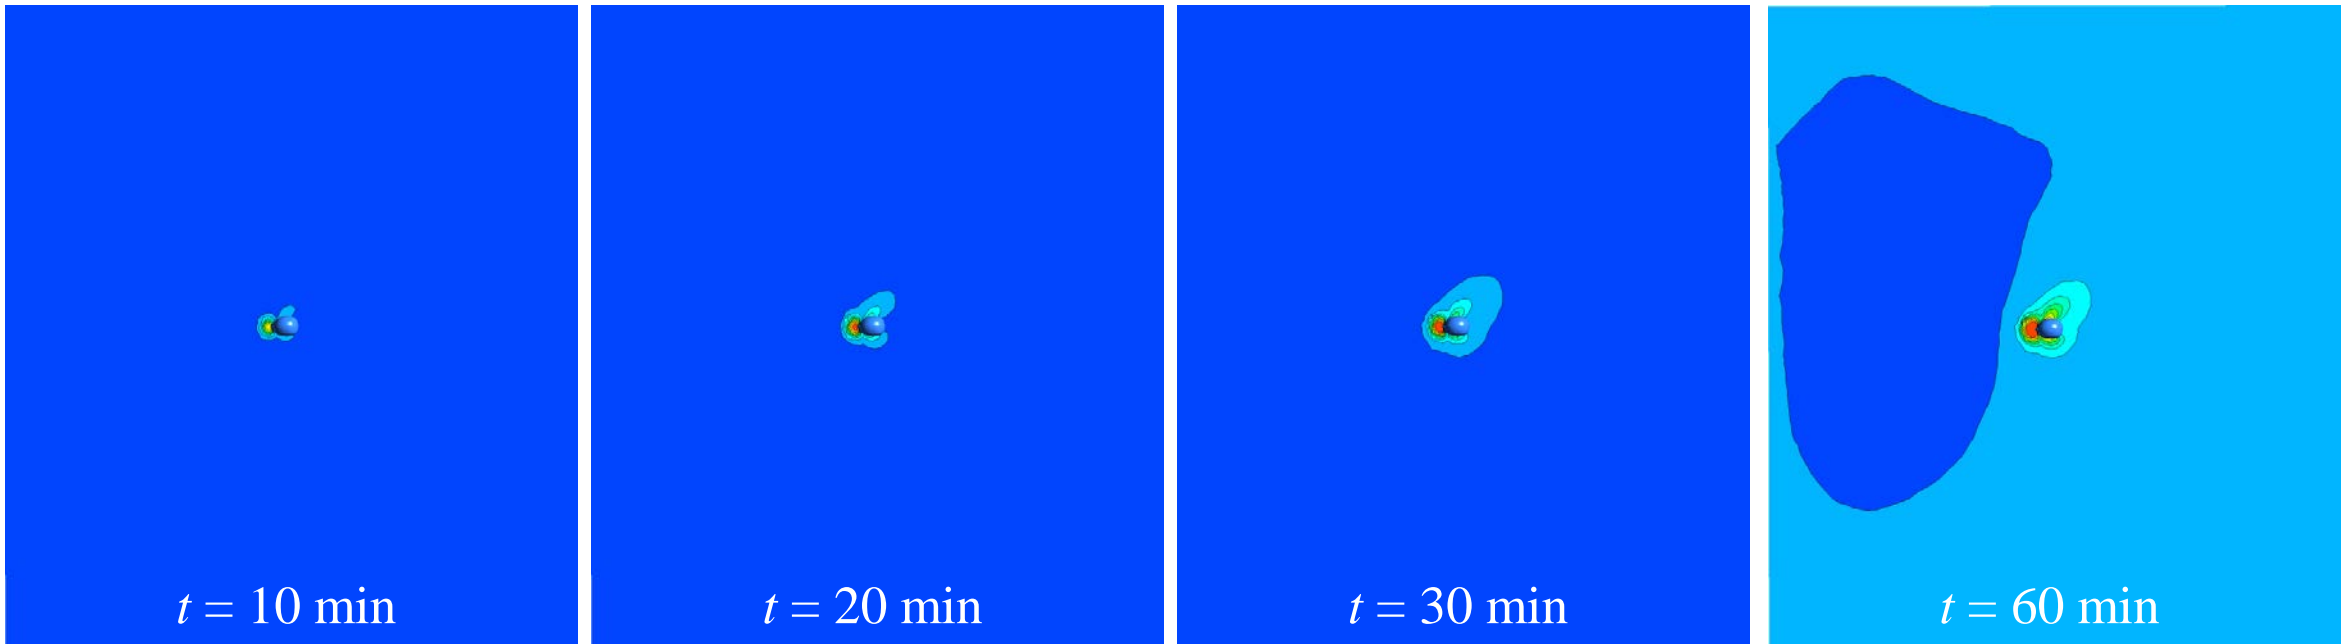 t = 10 min
t = 20 min
t = 30 min
t = 60 min